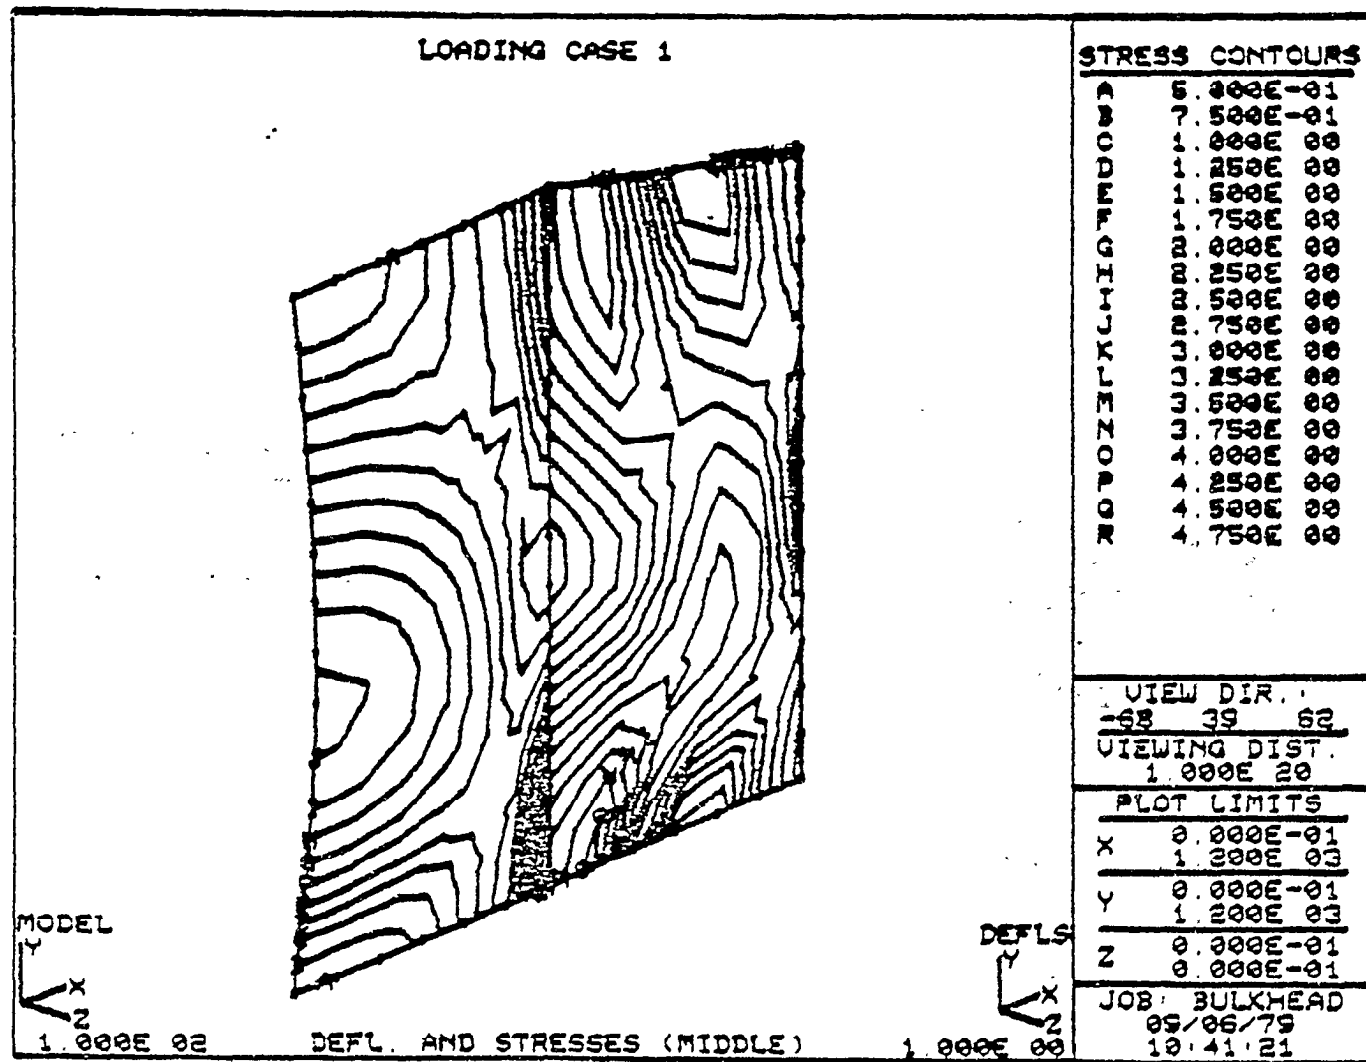 LOADING CASE 1
STRESS CONTOURS
A 5.000E-01
B 7.500E-01
C 1.000E 00
D 1.250E 00
E 1.500E 00
F 1.750E 00
G 2.000E 00
H 2.250E 00
I 2.500E 00
J 2.750E 00
K 3.000E 00
L 3.250E 00
M 3.500E 00
N 3.750E 00
O 4.000E 00
P 4.250E 00
Q 4.500E 00
R 4.750E 00
VIEW DIR.
-68 39 62
VIEWING DIST.
1.000E 20
PLOT LIMITS
X 0.000E-01
1.200E 03
Y 0.000E-01
1.200E 03
Z 0.000E-01
0.000E-01
JOB: BULKHEAD
09/06/79
10:41:21
MODEL
Y
X
Z
1.000E 02
DEFL. AND STRESSES (MIDDLE)
DEFLS
Y
X
Z
1.000E 00